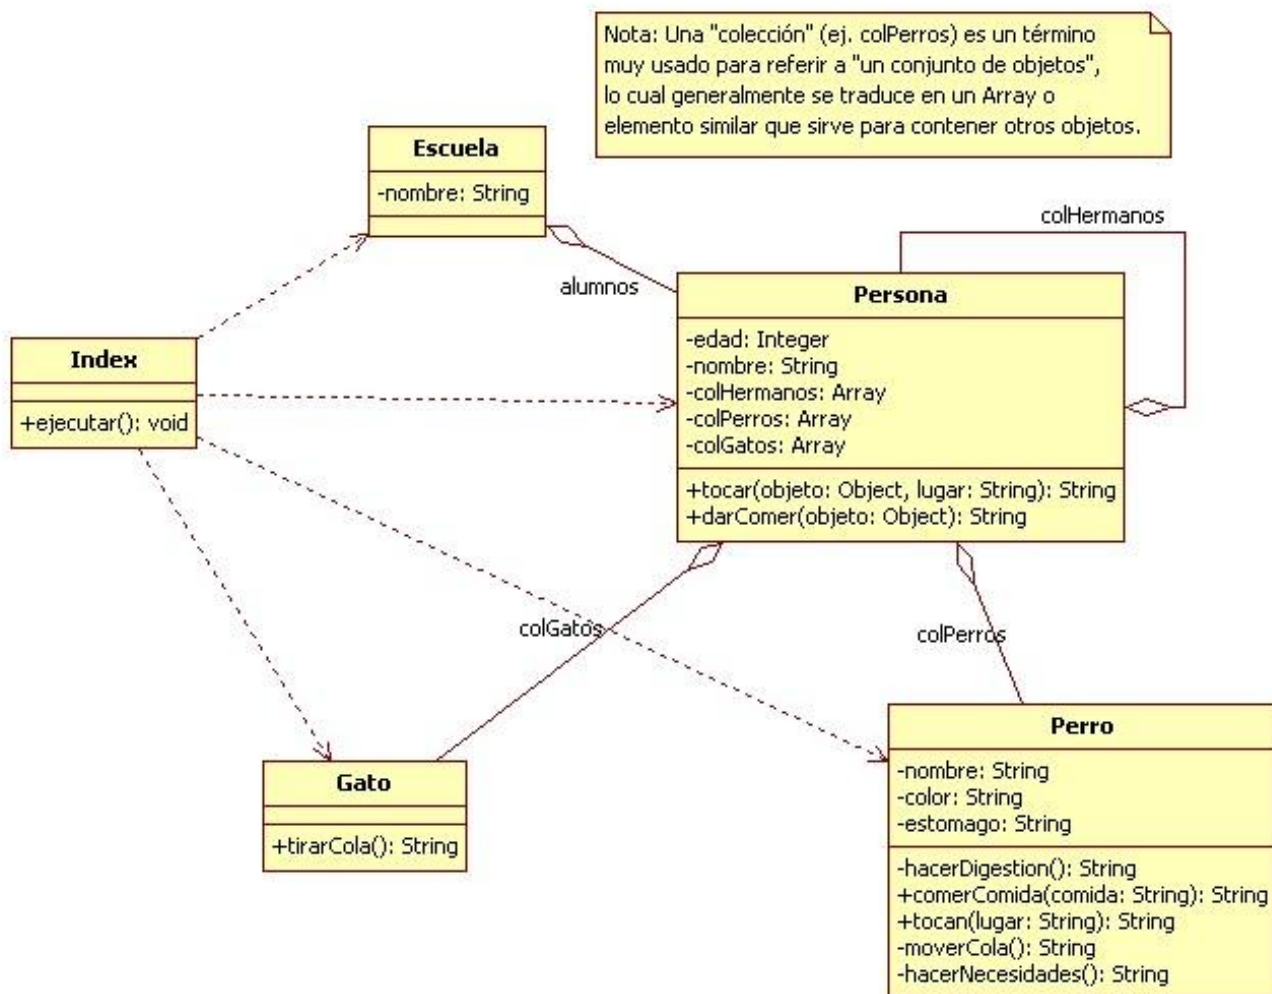 Nota: Una "colección" (ej. colPerros) es un término
muy usado para referir a "un conjunto de objetos",
lo cual generalmente se traduce en un Array o
elemento similar que sirve para contener otros objetos.
Escuela
-nombre: String
colHermanos
alumnos
Persona
-edad: Integer
-nombre: String
-colHermanos: Array
-colPerros: Array
-colGatos: Array
+tocar(objeto: Object, lugar: String): String
+darComer(objeto: Object): String
Index
+ejecutar(): void
colGatos
colPerros
Gato
+tirarCola(): String
Perro
-nombre: String
-color: String
-estomago: String
-hacerDigestion(): String
+comerComida(comida: String): String
+tocan(lugar: String): String
-moverCola(): String
-hacerNecesidades(): String